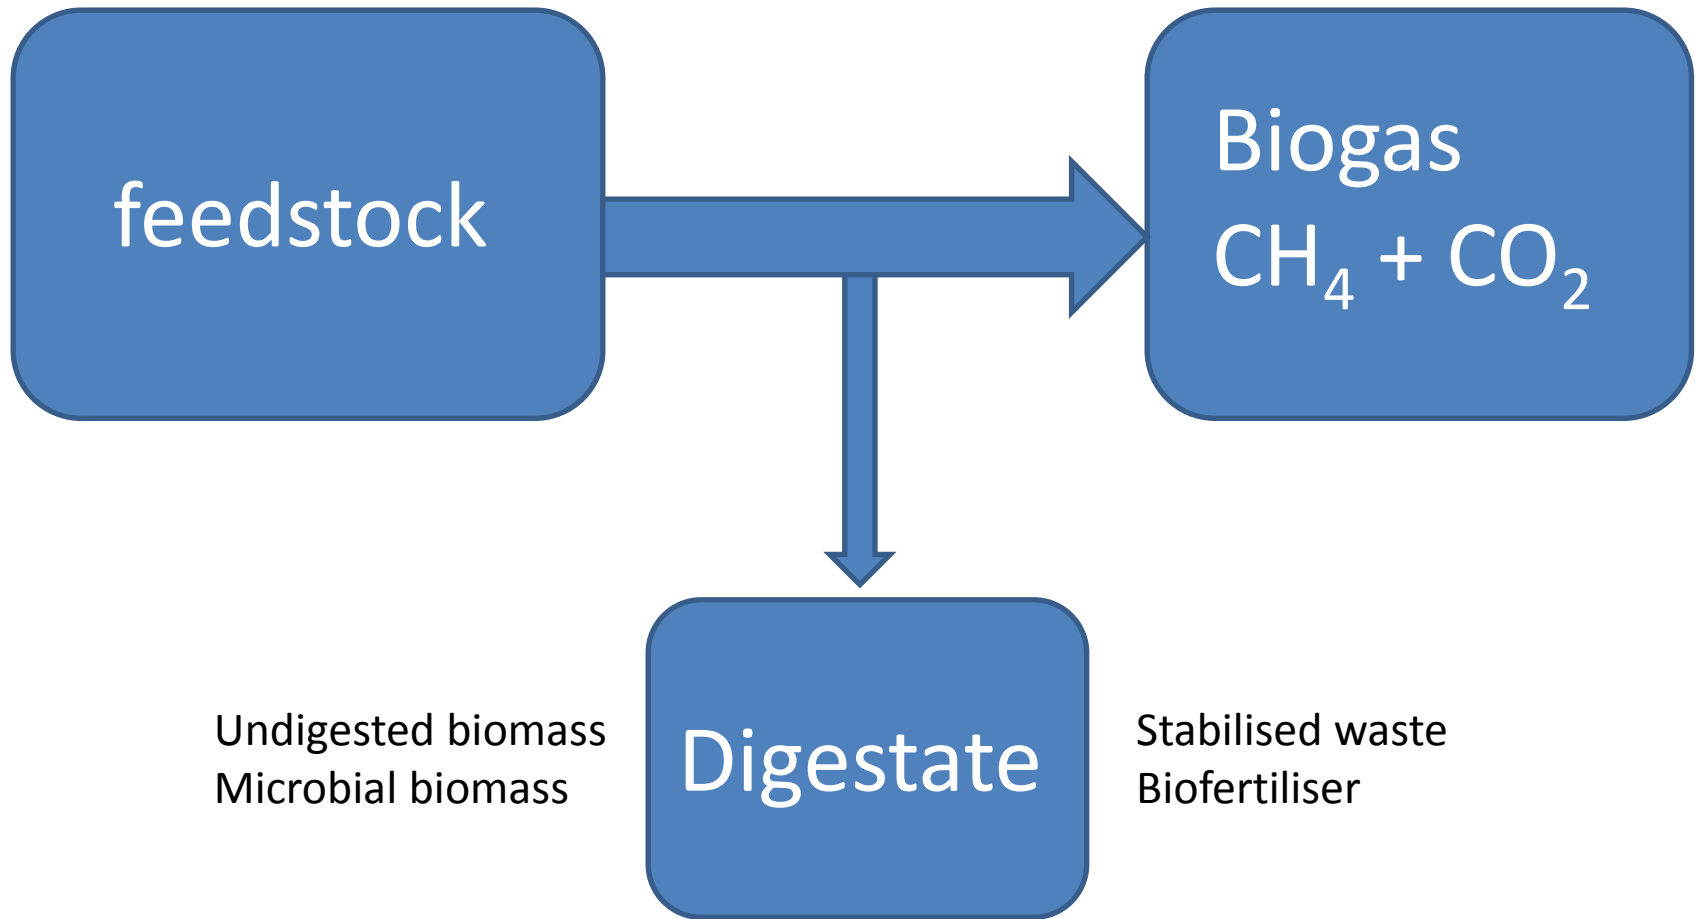 feedstock
Biogas
CH₄ + CO₂
Undigested biomass
Microbial biomass
Digestate
Stabilised waste
Biofertiliser